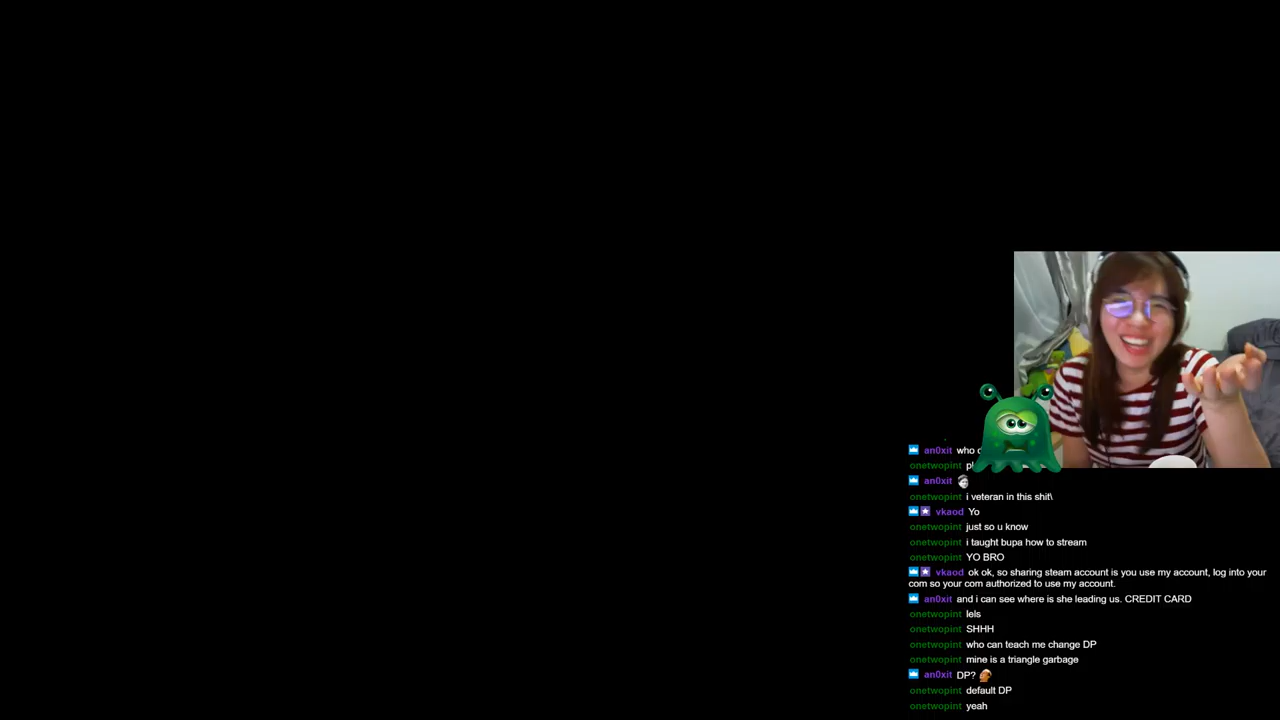 an0xit who
onetwopint
an0xit
onetwopint i veteran in this shit\
vkaod Yo
onetwopint just so u know
onetwopint i taught bupa how to stream
onetwopint YO BRO
vkaod ok ok, so sharing steam account is you use my account, log into your
com so your com authorized to use my account.
an0xit and i can see where is she leading us. CREDIT CARD
onetwopint lels
onetwopint SHHH
onetwopint who can teach me change DP
onetwopint mine is a triangle garbage
an0xit DP?
onetwopint default DP
onetwopint yeah